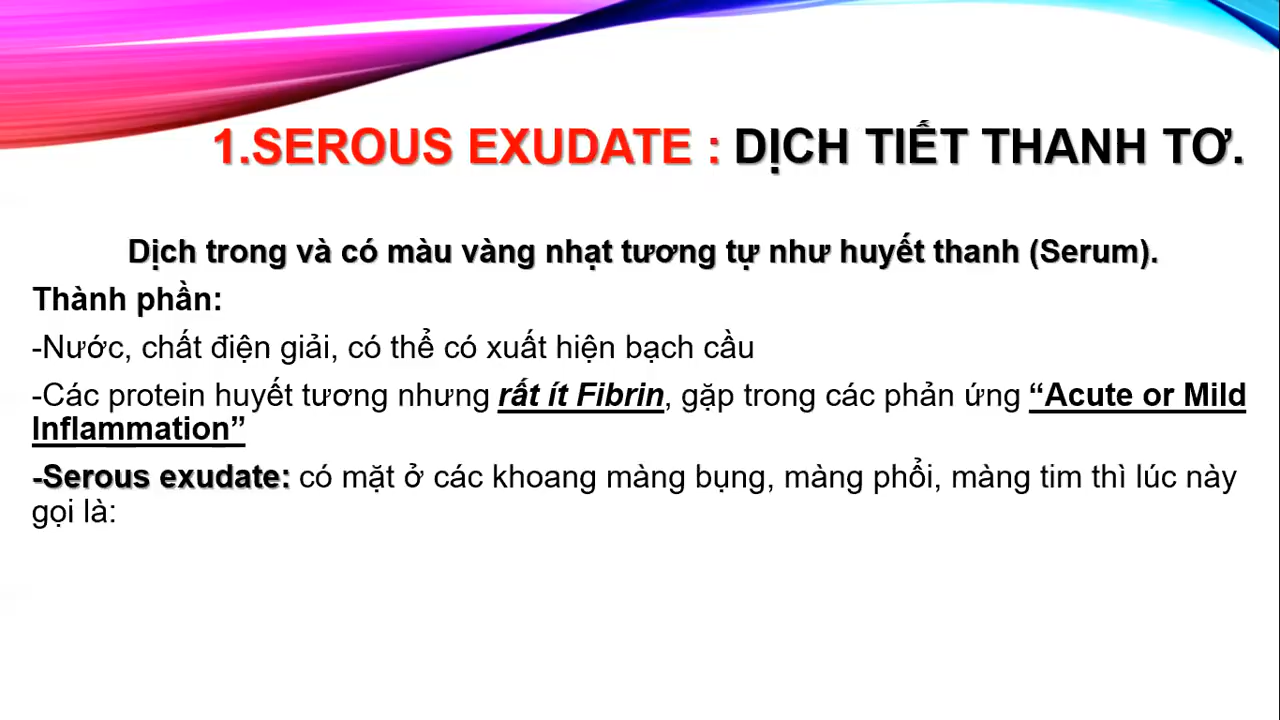 1.SEROUS EXUDATE : DỊCH TIẾT THANH TƠ.
Dịch trong và có màu vàng nhạt tương tự như huyết thanh (Serum).
Thành phần:
-Nước, chất điện giải, có thể có xuất hiện bạch cầu
-Các protein huyết tương nhưng rất ít Fibrin, gặp trong các phản ứng “Acute or Mild
Inflammation”
-Serous exudate: có mặt ở các khoang màng bụng, màng phổi, màng tim thì lúc này
gọi là: